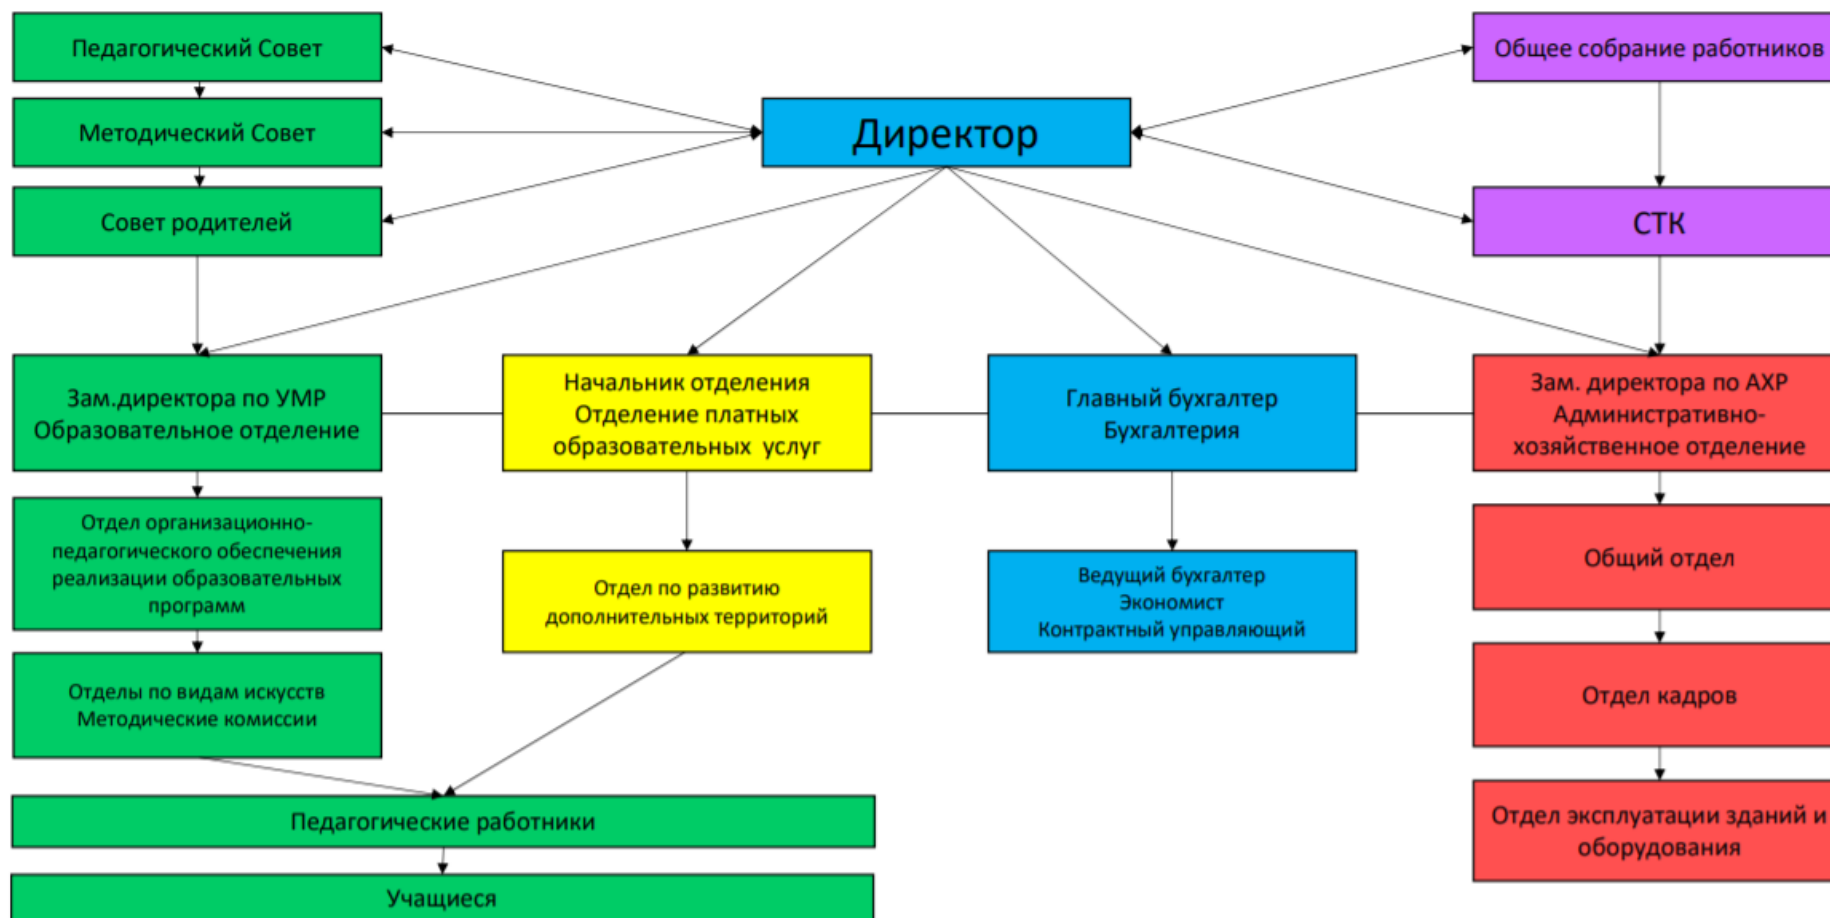 Педагогический Совет
Общее собрание работников
Директор
Методический Совет
Совет родителей
СТК
Зам.директора по УМР
Образовательное отделение
Начальник отделения
Отделение платных
образовательных услуг
Главный бухгалтер
Бухгалтерия
Зам. директора по АХР
Административно-
хозяйственное отделение
Отдел организационно-
педагогического обеспечения
реализации образовательных
программ
Отдел по развитию
дополнительных территорий
Ведущий бухгалтер
Экономист
Контрактный управляющий
Общий отдел
Отделы по видам искусств
Методические комиссии
Отдел кадров
Педагогические работники
Отдел эксплуатации зданий и
оборудования
Учащиеся